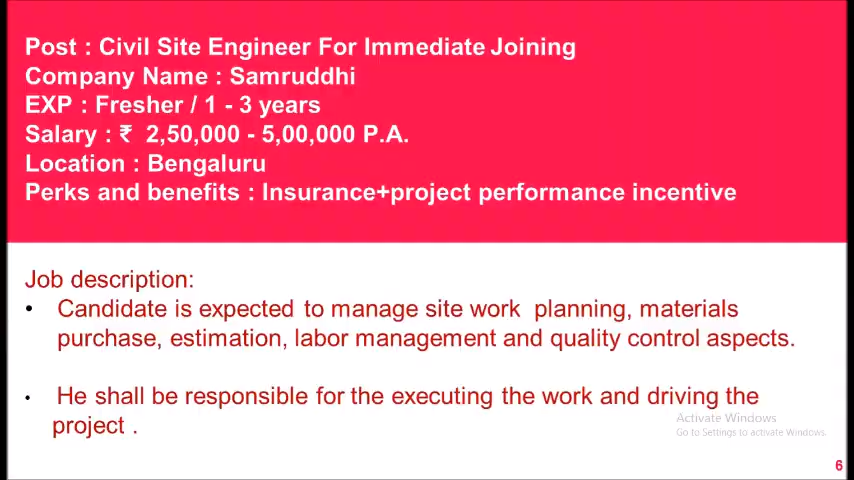 Post : Civil Site Engineer For Immediate Joining
Company Name : Samruddhi
EXP : Fresher / 1 - 3 years
Salary : ₹ 2,50,000 - 5,00,000 P.A.
Location : Bengaluru
Perks and benefits : Insurance+project performance incentive
Job description:
• Candidate is expected to manage site work planning, materials
purchase, estimation, labor management and quality control aspects.
• He shall be responsible for the executing the work and driving the
project .
Activate Windows
Go to Settings to activate Windows.
6